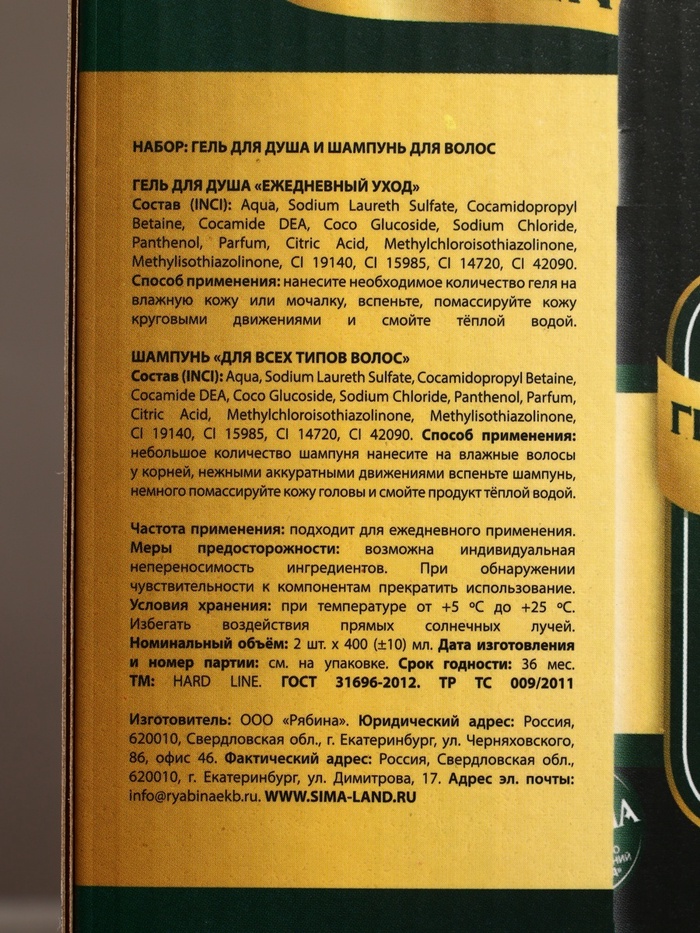 НАБОР: ГЕЛЬ ДЛЯ ДУША И ШАМПУНЬ ДЛЯ ВОЛОС
ГЕЛЬ ДЛЯ ДУША «ЕЖЕДНЕВНЫЙ УХОД»
Состав (INCI): Aqua, Sodium Laureth Sulfate, Cocamidopropyl
Betaine, Cocamide DEA, Coco Glucoside, Sodium Chloride,
Panthenol, Parfum, Citric Acid, Methylchloroisothiazolinone,
Methylisothiazolinone, CI 19140, CI 15985, CI 14720, CI 42090.
Способ применения: нанесите необходимое количество геля на
влажную кожу или мочалку, вспеньте, помассируйте кожу
круговыми движениями и смойте тёплой водой.
ШАМПУНЬ «ДЛЯ ВСЕХ ТИПОВ ВОЛОС»
Состав (INCI): Aqua, Sodium Laureth Sulfate, Cocamidopropyl Betaine,
Cocamide DEA, Coco Glucoside, Sodium Chloride, Panthenol, Parfum,
Citric Acid, Methylchloroisothiazolinone, Methylisothiazolinone,
CI 19140, CI 15985, CI 14720, CI 42090. Способ применения:
небольшое количество шампуня нанесите на влажные волосы
у корней, нежными аккуратными движениями вспеньте шампунь,
немного помассируйте кожу головы и смойте продукт тёплой водой.
Частота применения: подходит для ежедневного применения.
Меры предосторожности: возможна индивидуальная
непереносимость ингредиентов. При обнаружении
чувствительности к компонентам прекратить использование.
Условия хранения: при температуре от +5 ºС до +25 ºС.
Избегать воздействия прямых солнечных лучей.
Номинальный объём: 2 шт. х 400 (±10) мл. Дата изготовления
и номер партии: см. на упаковке. Срок годности: 36 мес.
ТМ: HARD LINE. ГОСТ 31696-2012. ТР ТС 009/2011
Изготовитель: ООО «Рябина». Юридический адрес: Россия,
620010, Свердловская обл., г. Екатеринбург, ул. Черняховского,
86, офис 46. Фактический адрес: Россия, Свердловская обл.,
620010, г. Екатеринбург, ул. Димитрова, 17. Адрес эл. почты:
info@ryabinaekb.ru. WWW.SIMA-LAND.RU